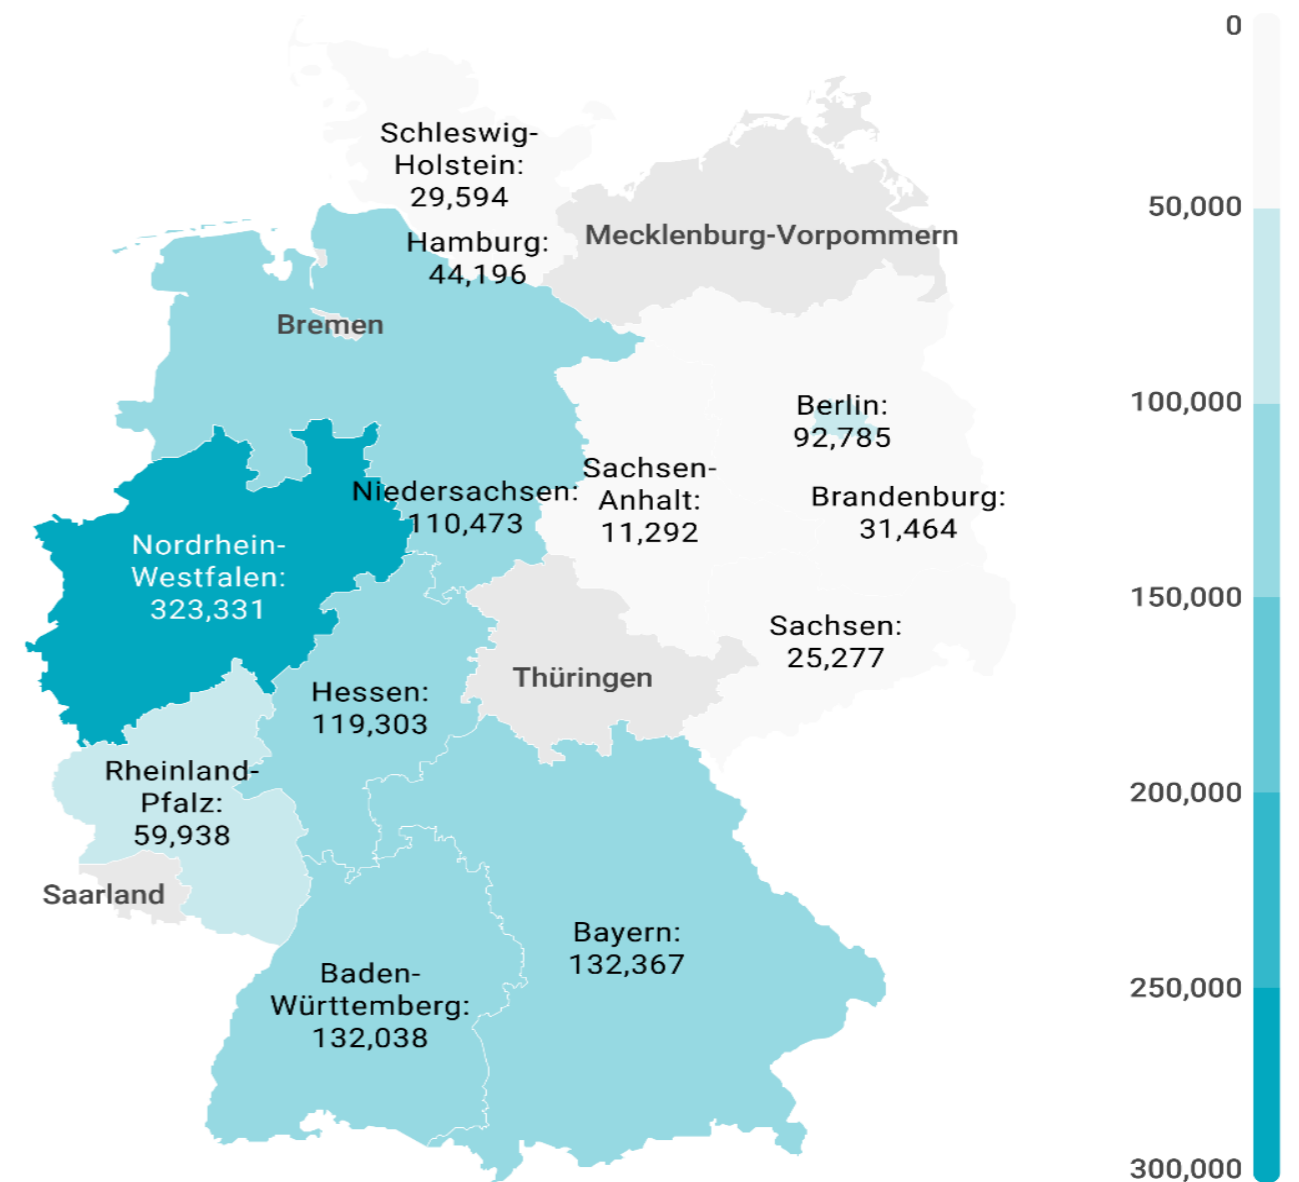 0
Schleswig-
Holstein:
29,594
50,000
Hamburg:
44,196
Mecklenburg-Vorpommern
Bremen
100,000
Berlin:
92,785
Sachsen-
Anhalt:
11,292
Niedersachsen:
110,473
Brandenburg:
31,464
Nordrhein-
Westfalen:
323,331
150,000
Sachsen:
25,277
Thüringen
Hessen:
119,303
Rheinland-
Pfalz:
59,938
200,000
Saarland
Bayern:
132,367
Baden-
Württemberg:
132,038
250,000
300,000